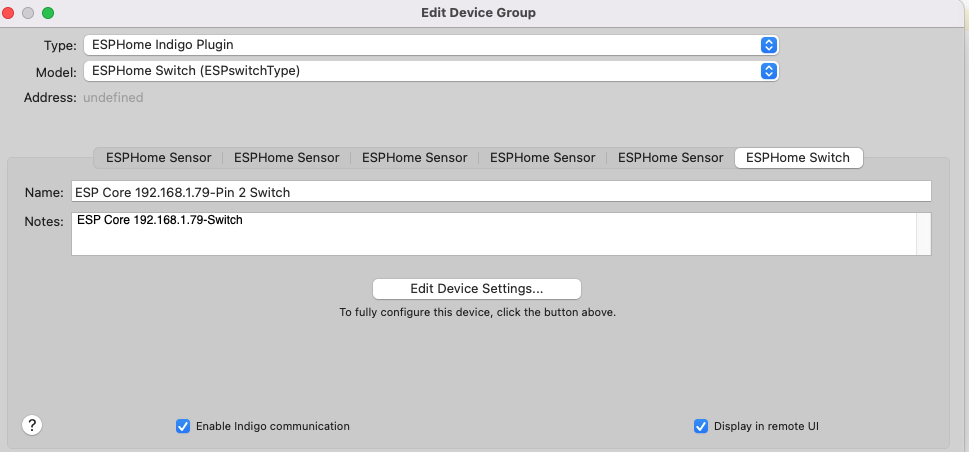 Edit Device Group
Type: ESPHome Indigo Plugin
Model: ESPHome Switch (ESPswitchType)
Address: undefined
ESPHome Sensor ESPHome Sensor ESPHome Sensor ESPHome Sensor ESPHome Sensor ESPHome Switch
Name: ESP Core 192.168.1.79-Pin 2 Switch
Notes: ESP Core 192.168.1.79-Switch
Edit Device Settings...
To fully configure this device, click the button above.
? Enable Indigo communication Display in remote UI